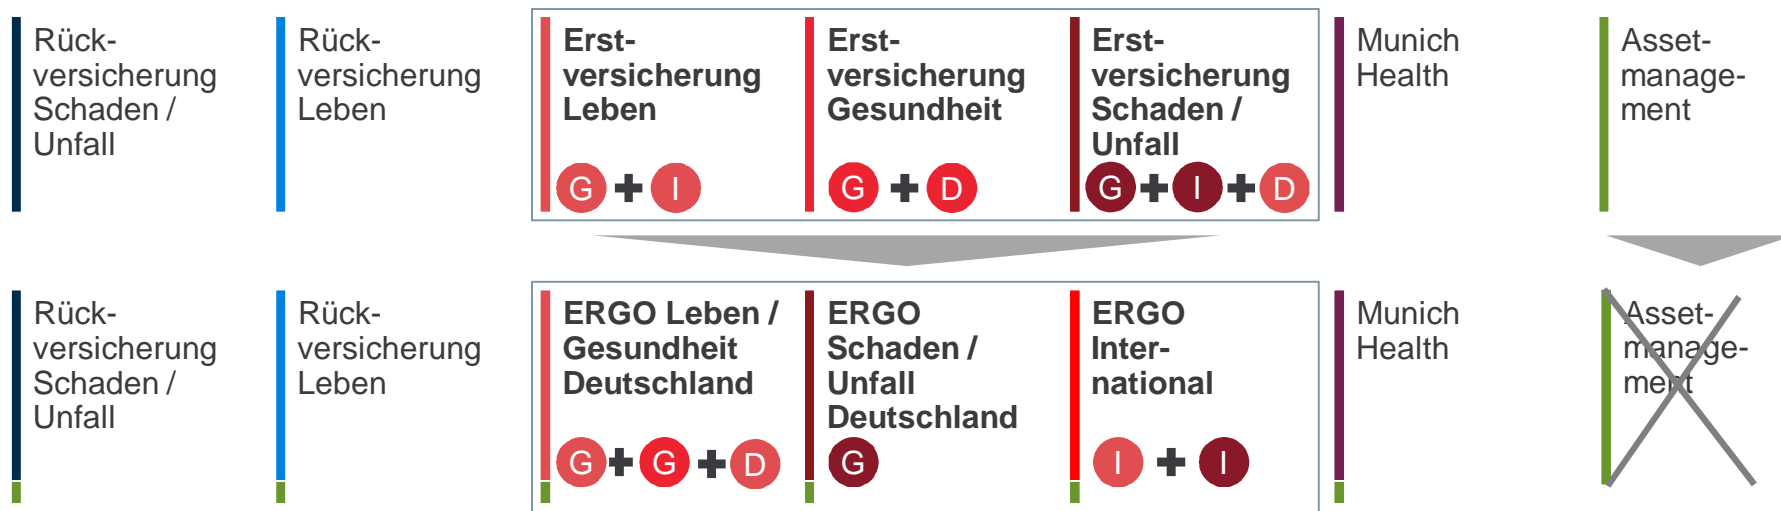 Rück-
versicherung
Schaden /
Unfall
Rück-
versicherung
Leben
Erst-
versicherung
Leben
G + I
Erst-
versicherung
Gesundheit
G + D
Erst-
versicherung
Schaden /
Unfall
G + I + D
Munich
Health
Asset-
manage-
ment
Rück-
versicherung
Schaden /
Unfall
Rück-
versicherung
Leben
ERGO Leben /
Gesundheit
Deutschland
G + G + D
ERGO
Schaden /
Unfall
Deutschland
G
ERGO
Inter-
national
I + I
Munich
Health
Asset-
manage-
ment